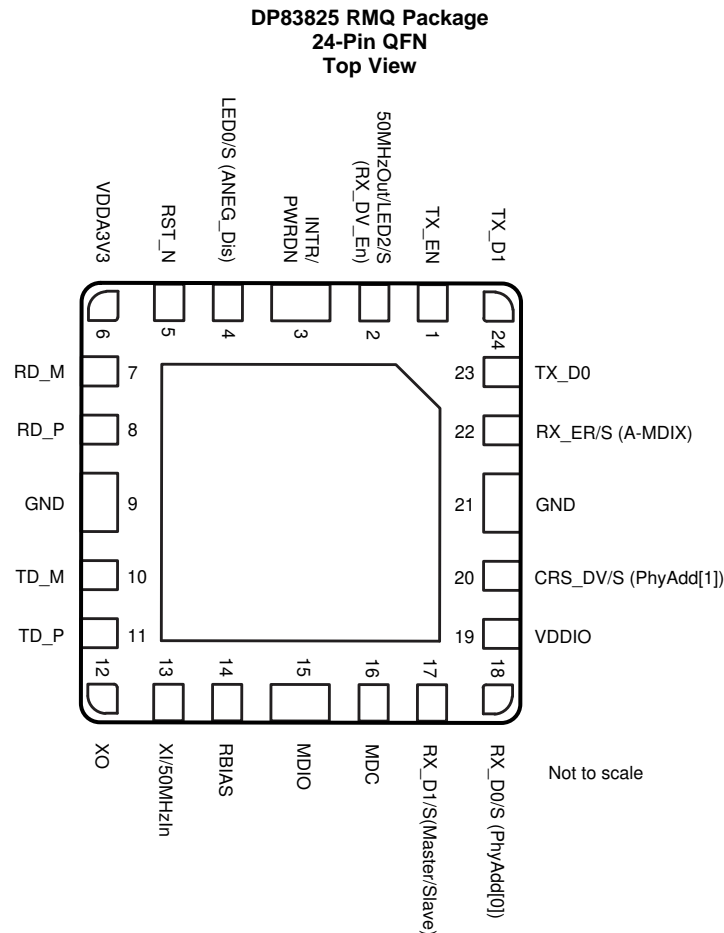 DP83825 RMQ Package
24-Pin QFN
Top View
VDDA3V3
RST_N
LED0/S (ANEG_Dis)
INTR/
PWRDN
50MHzOut/LED2/S
(RX_DV_En)
TX_EN
TX_D1
6
5
4
3
2
1
24
RD_M 7
23 TX_D0
RD_P 8
22 RX_ER/S (A-MDIX)
GND 9
21 GND
TD_M 10
20 CRS_DV/S (PhyAdd[1])
TD_P 11
19 VDDIO
12
13
14
15
16
17
18
XO
XI/50MHzIn
RBIAS
MDIO
MDC
RX_D1/S(Master/Slave)
RX_D0/S (PhyAdd[0])
Not to scale